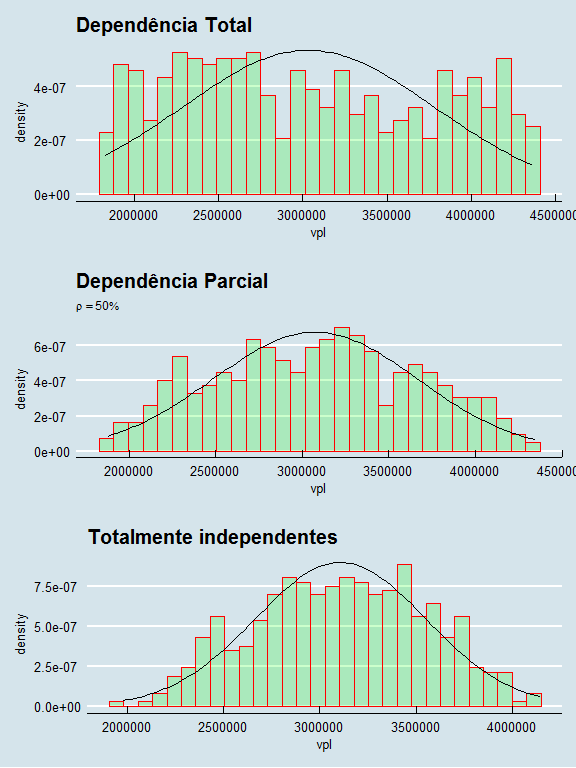 Dependência Total
4e-07
2e-07
0e+00
density
2000000 2500000 3000000 3500000 4000000 4500000
vpl
Dependência Parcial
ρ = 50%
6e-07
4e-07
2e-07
0e+00
density
2000000 2500000 3000000 3500000 4000000 450000
vpl
Totalmente independentes
7.5e-07
5.0e-07
2.5e-07
0.0e+00
density
2000000 2500000 3000000 3500000 4000000
vpl